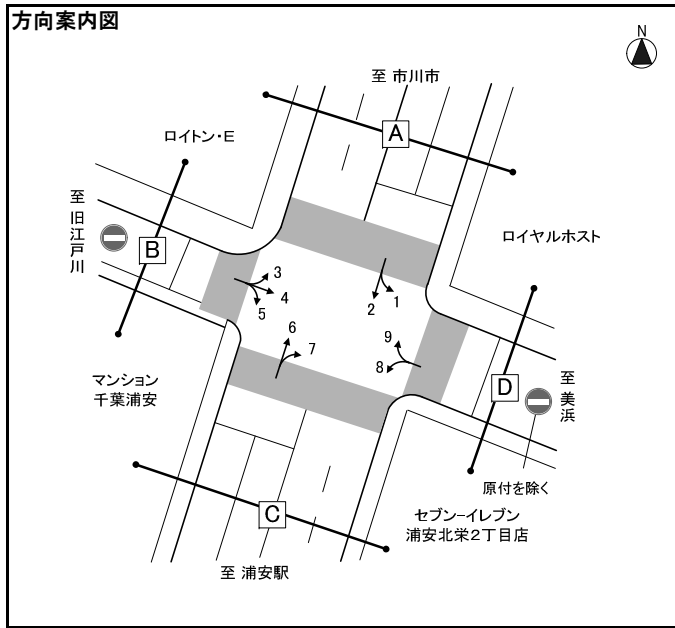 方向案内図
N
至 市川市
A
ロイトン・E
至 旧江戸川
B
ロイヤルホスト
3
4
5
1
2
6
7
9
8
D
至 美浜
マンション
千葉浦安
原付を除く
C
セブン-イレブン
浦安北栄2丁目店
至 浦安駅